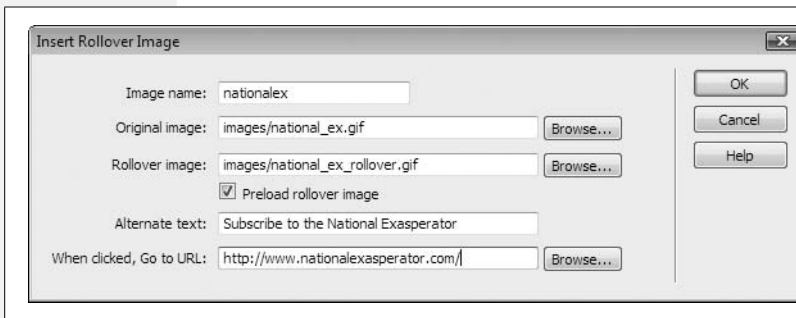 Insert Rollover Image
Image name: nationalex
Original image: images/national_ex.gif Browse...
Rollover image: images/national_ex_rollover.gif Browse...
Preload rollover image
Alternate text: Subscribe to the National Exasperator
When clicked, Go to URL: http://www.nationalexasperator.com/ Browse...
OK
Cancel
Help